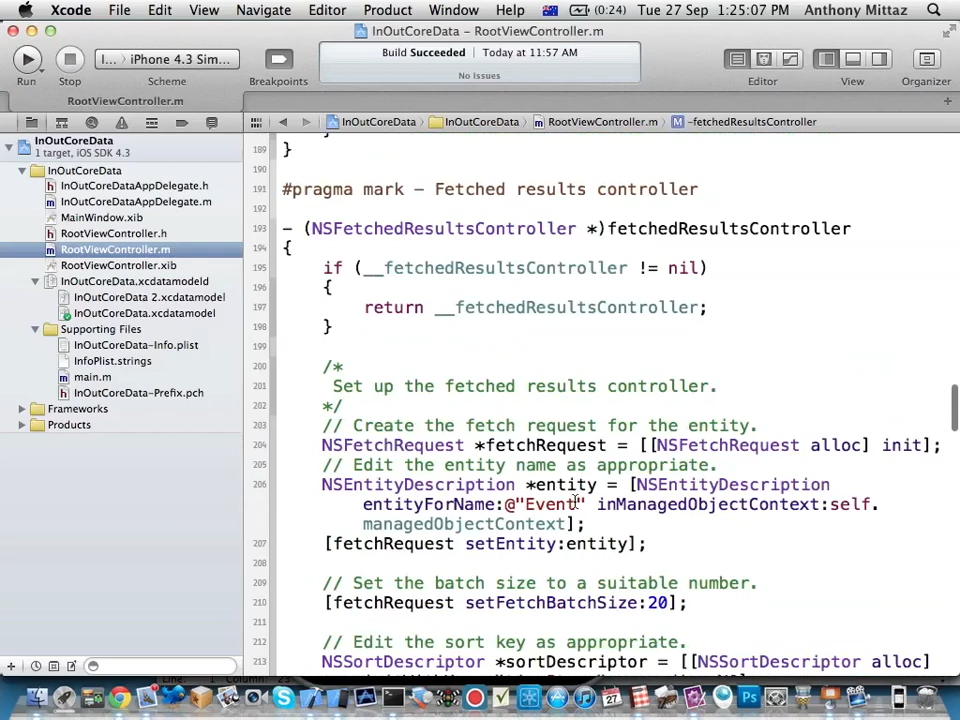 Xcode File Edit View Navigate Editor Product Window Help (0:24) Tue 27 Sep 1:25:07 PM Anthony Mittaz
InOutCoreData – RootViewController.m
Run Stop I... iPhone 4.3 Sim... Scheme Breakpoints
Build Succeeded Today at 11:57 AM
No Issues
Editor View Organizer
RootViewController.m
InOutCoreData InOutCoreData RootViewController.m M -fetchedResultsController
InOutCoreData
1 target, iOS SDK 4.3
InOutCoreData
h InOutCoreDataAppDelegate.h
m InOutCoreDataAppDelegate.m
MainWindow.xib
h RootViewController.h
m RootViewController.m
RootViewController.xib
InOutCoreData.xcdatamodeld
InOutCoreData 2.xcdatamodel
InOutCoreData.xcdatamodel
Supporting Files
InOutCoreData-Info.plist
InfoPlist.strings
m main.m
h InOutCoreData-Prefix.pch
Frameworks
Products
189 }
190
191 #pragma mark - Fetched results controller
192
193 - (NSFetchedResultsController *)fetchedResultsController
194 {
195 if (__fetchedResultsController != nil)
196 {
197 return __fetchedResultsController;
198 }
199
200 /*
201 Set up the fetched results controller.
202 */
203 // Create the fetch request for the entity.
204 NSFetchRequest *fetchRequest = [[NSFetchRequest alloc] init];
205 // Edit the entity name as appropriate.
206 NSEntityDescription *entity = [NSEntityDescription
entityForName:@"Event" inManagedObjectContext:self.
managedObjectContext];
207 [fetchRequest setEntity:entity];
208
209 // Set the batch size to a suitable number.
210 [fetchRequest setFetchBatchSize:20];
211
212 // Edit the sort key as appropriate.
213 NSSortDescriptor *sortDescriptor = [[NSSortDescriptor alloc]